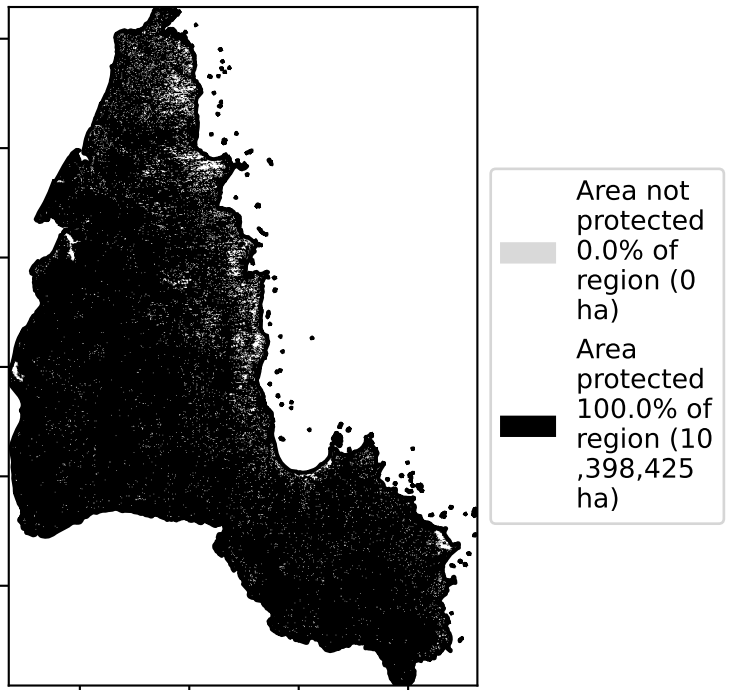 Area not
protected
0.0% of
region (0
ha)
Area
protected
100.0% of
region (10
,398,425
ha)